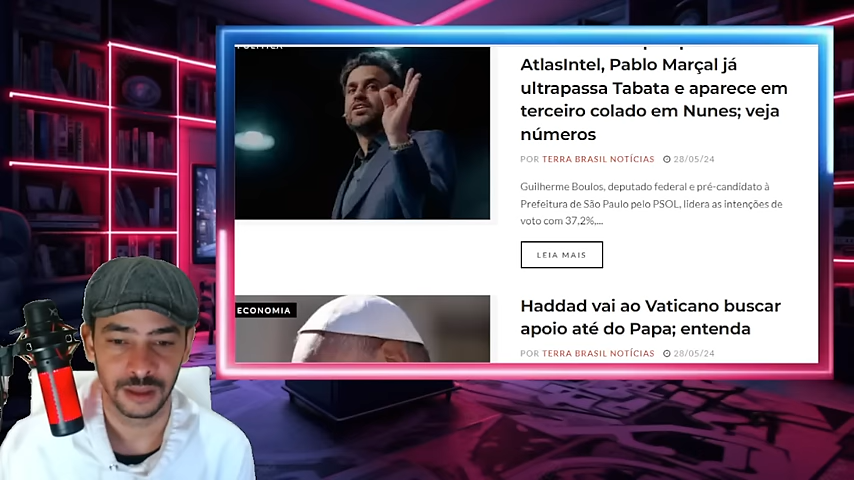 POLÍTICA
AtlasIntel, Pablo Marçal já
ultrapassa Tabata e aparece em
terceiro colado em Nunes; veja
números
POR TERRA BRASIL NOTÍCIAS 28/05/24
Guilherme Boulos, deputado federal e pré-candidato à
Prefeitura de São Paulo pelo PSOL, lidera as intenções de
voto com 37,2%,...
LEIA MAIS
ECONOMIA
Haddad vai ao Vaticano buscar
apoio até do Papa; entenda
POR TERRA BRASIL NOTÍCIAS 28/05/24